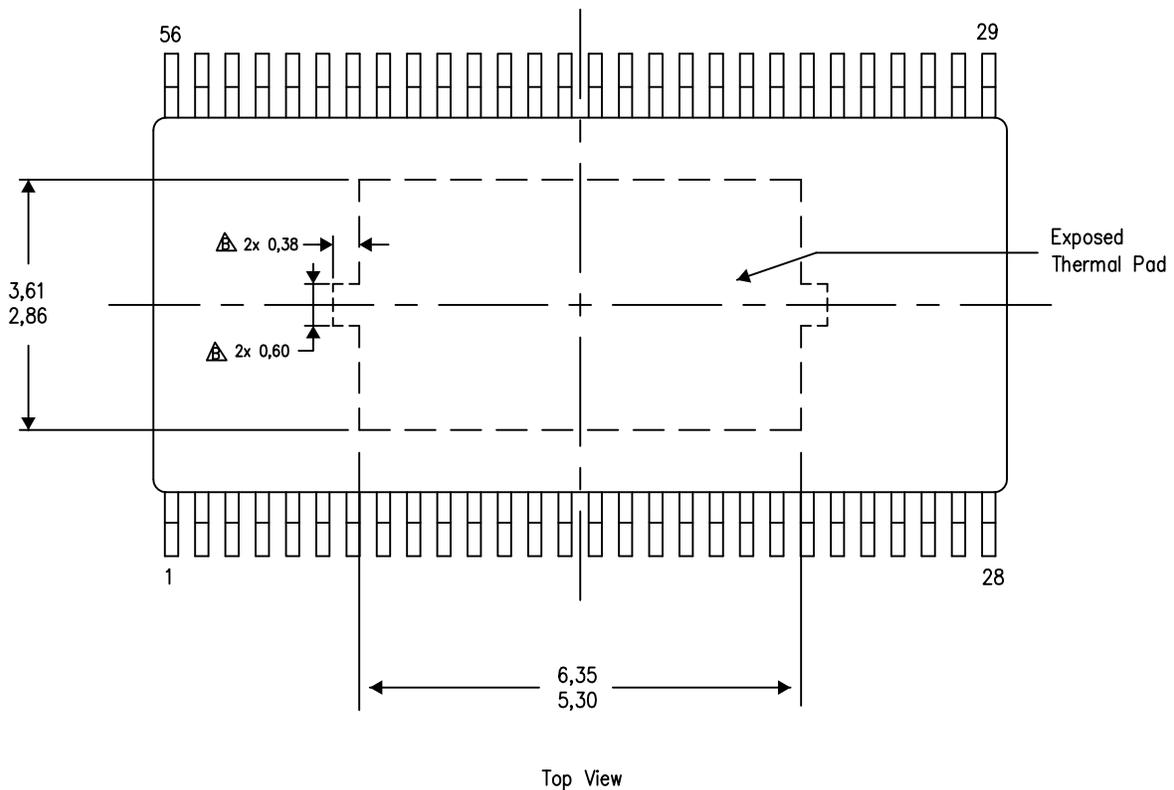 56
29
B 2x 0,38
Exposed
Thermal Pad
3,61
2,86
B 2x 0,60
1
28
6,35
5,30
Top View